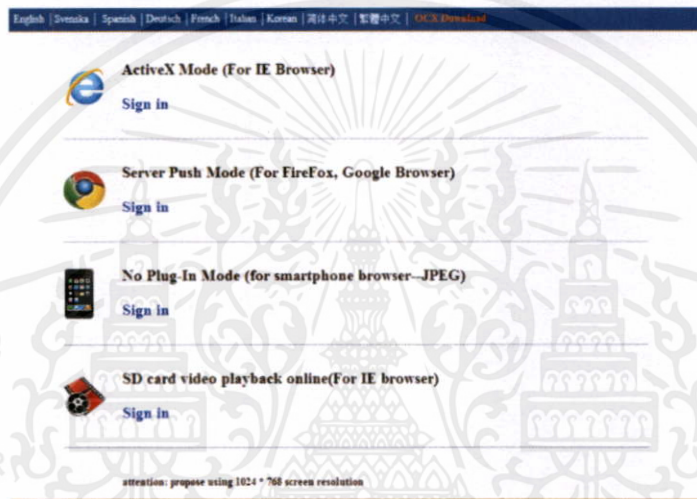 English | Svenska | Spanish | Deutsch | French | Italian | Korean | 简体中文 | 繁體中文 | OCX Download
ActiveX Mode (For IE Browser)
Sign in
Server Push Mode (For FireFox, Google Browser)
Sign in
No Plug-In Mode (for smartphone browser--JPEG)
Sign in
SD card video playback online(For IE browser)
Sign in
attention: propose using 1024 * 768 screen resolution